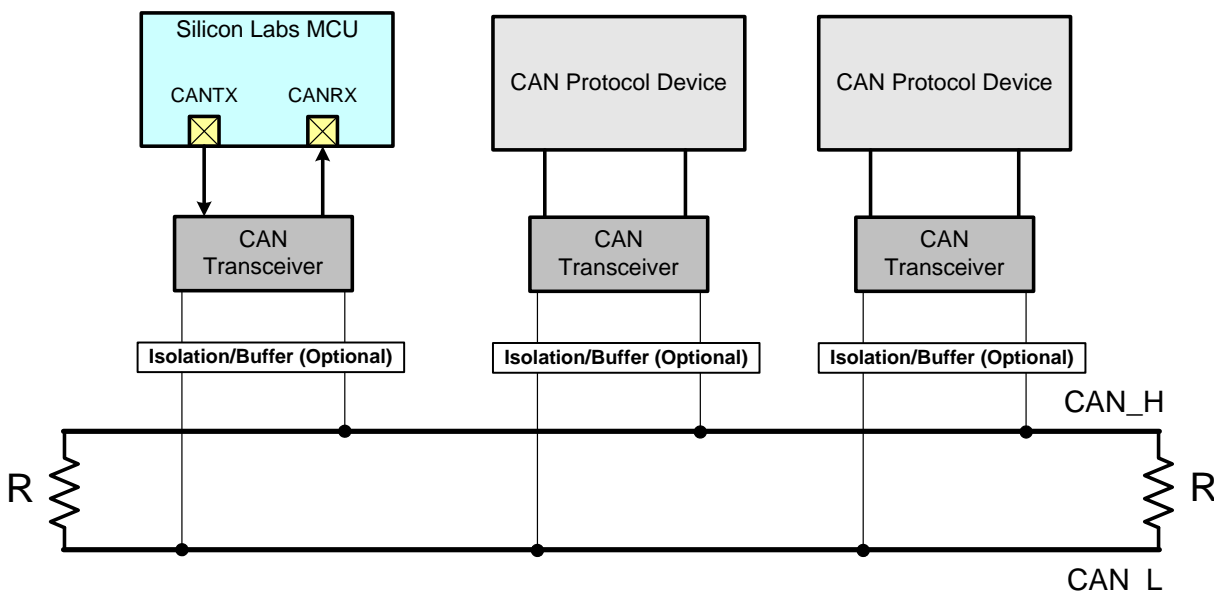 Silicon Labs MCU
CANTX
CANRX
CAN Protocol Device
CAN Protocol Device
CAN
Transceiver
CAN
Transceiver
CAN
Transceiver
Isolation/Buffer (Optional)
Isolation/Buffer (Optional)
Isolation/Buffer (Optional)
CAN_H
R
R
CAN_L